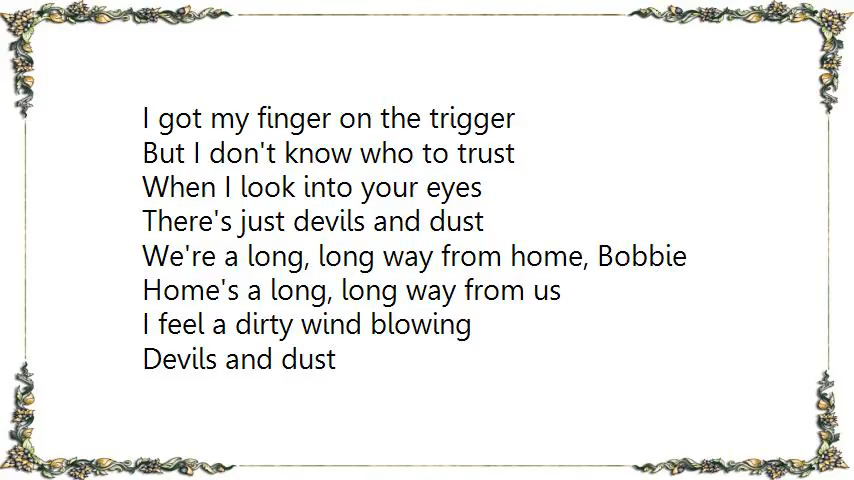 I got my finger on the trigger
But I don't know who to trust
When I look into your eyes
There's just devils and dust
We're a long, long way from home, Bobbie
Home's a long, long way from us
I feel a dirty wind blowing
Devils and dust